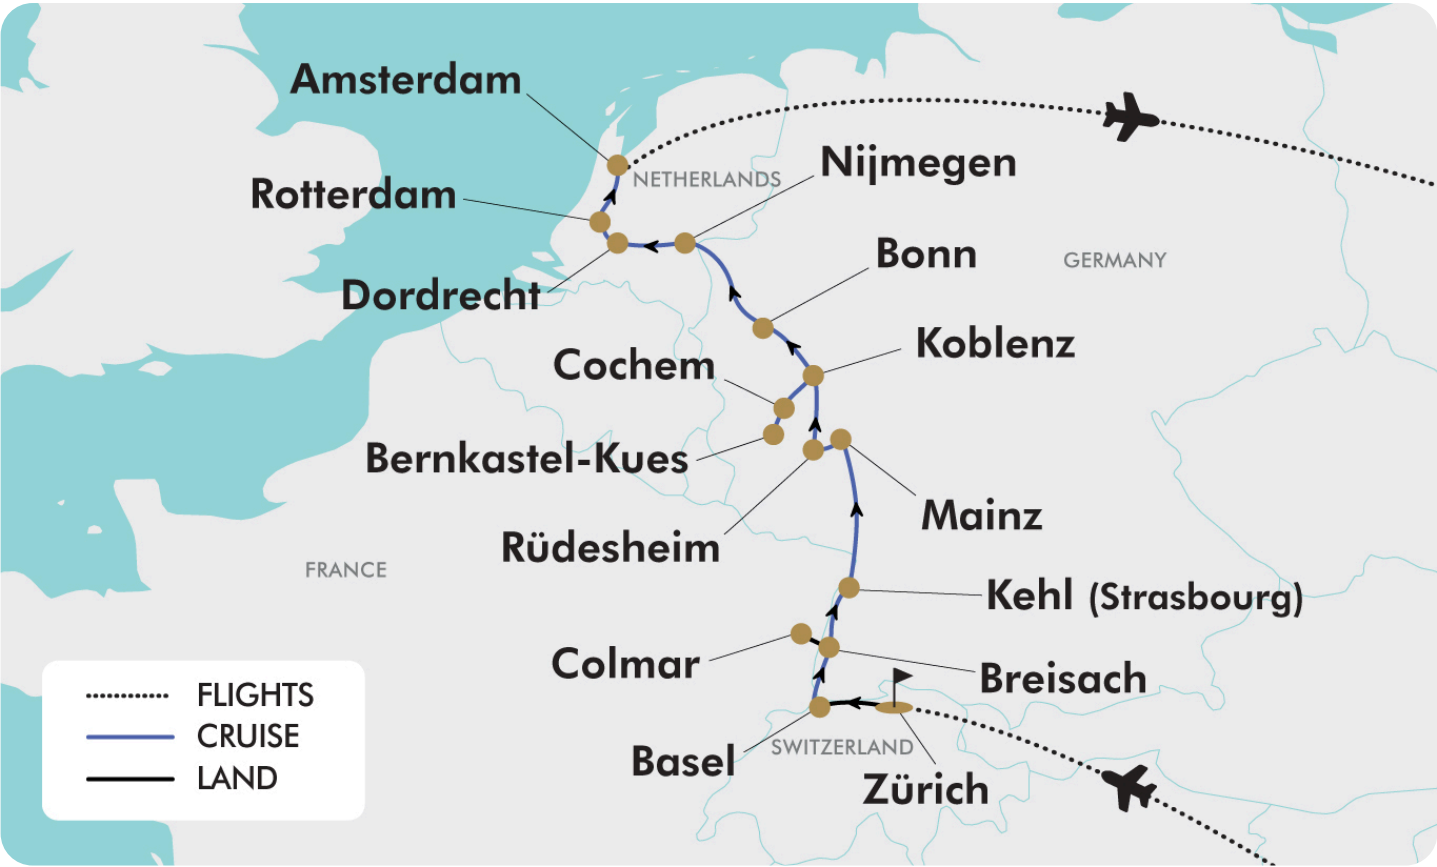 Amsterdam
Nijmegen
NETHERLANDS
Rotterdam
Bonn
GERMANY
Dordrecht
Koblenz
Cochem
Bernkastel-Kues
Mainz
Rüdesheim
FRANCE
Kehl (Strasbourg)
Colmar
Breisach
FLIGHTS
CRUISE
LAND
SWITZERLAND
Basel
Zürich